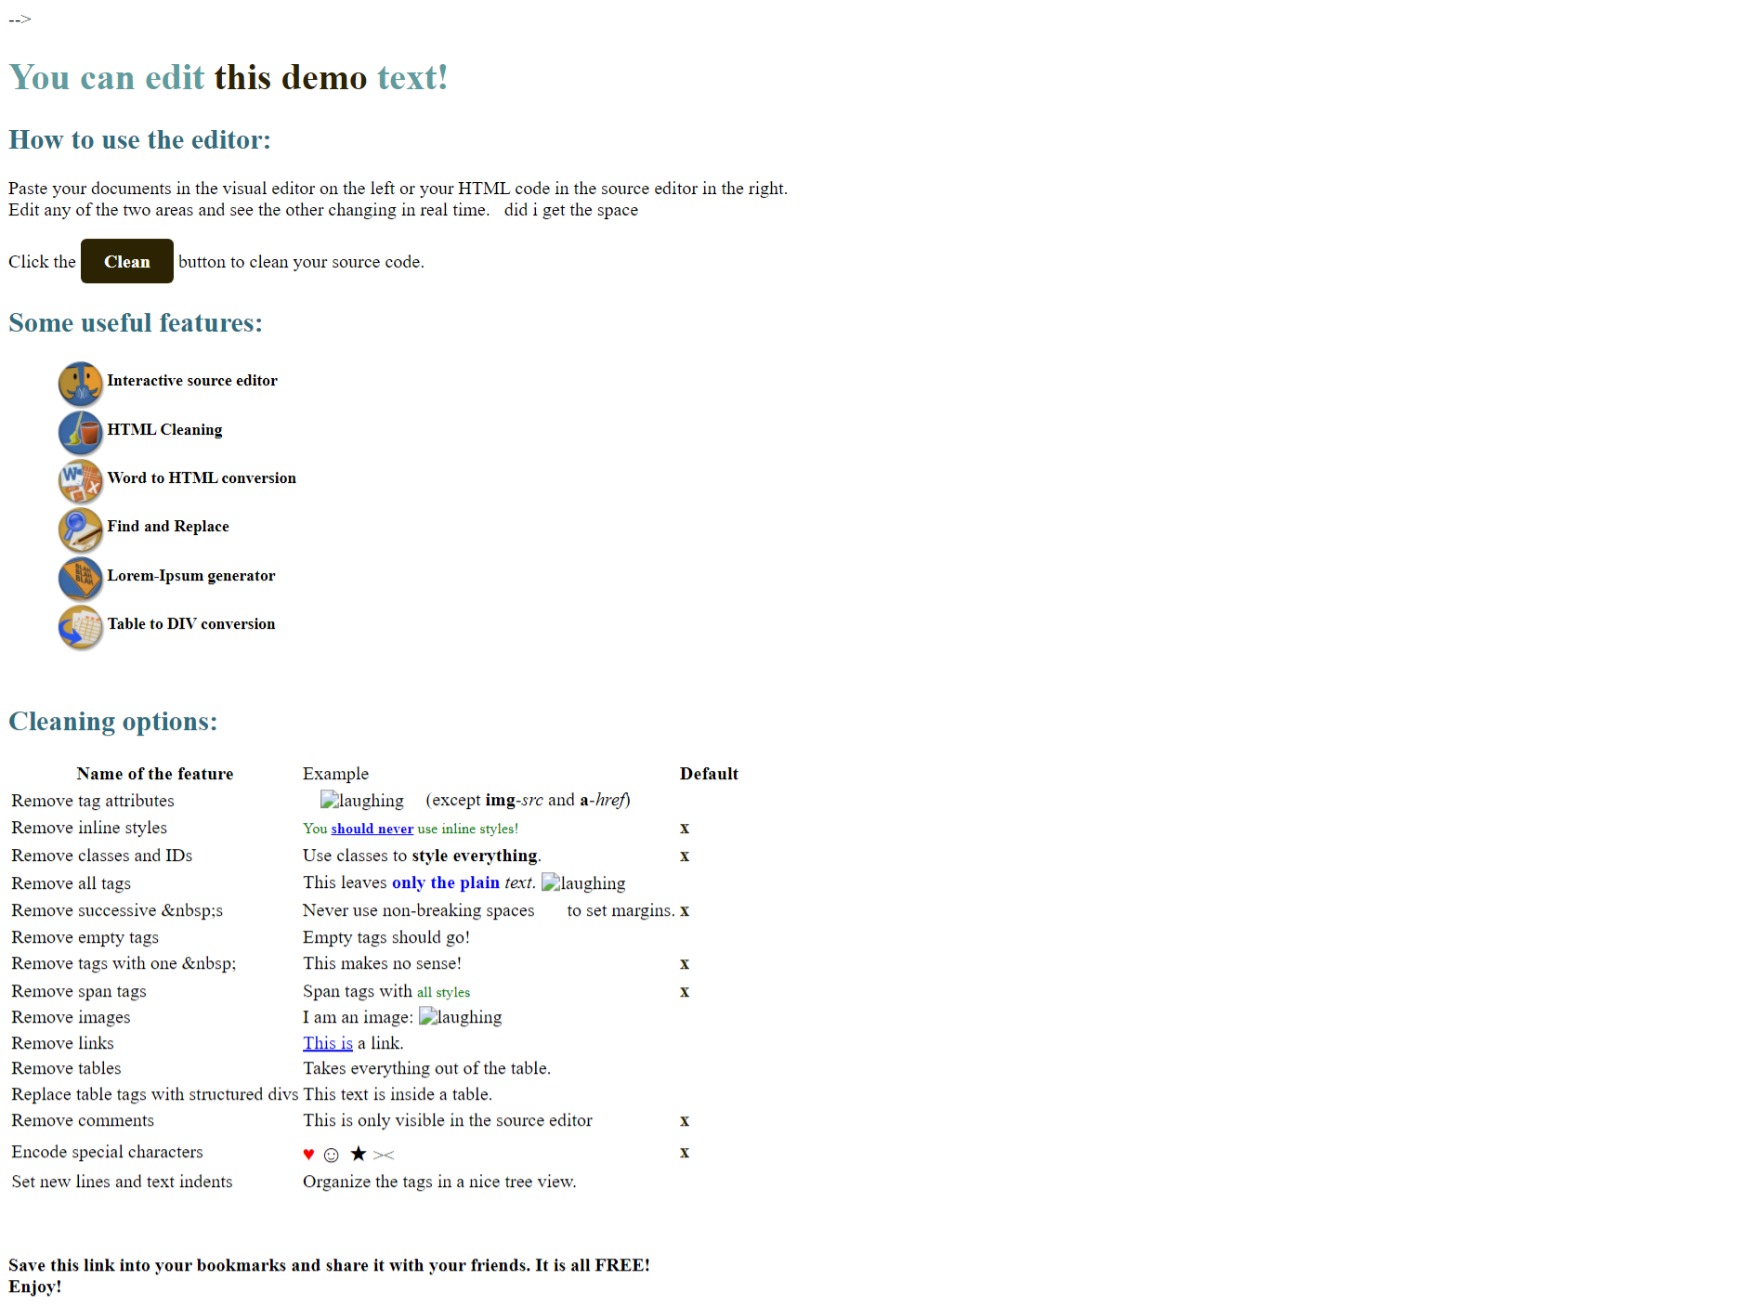 -->
You can edit this demo text!
How to use the editor:
Paste your documents in the visual editor on the left or your HTML code in the source editor in the right.
Edit any of the two areas and see the other changing in real time.   did i get the space
Click the Clean button to clean your source code.
Some useful features:
Interactive source editor
HTML Cleaning
Word to HTML conversion
Find and Replace
BLAH BLAH BLAH Lorem-Ipsum generator
Table to DIV conversion
Cleaning options:
Name of the feature Example Default
Remove tag attributes laughing (except img-src and a-href)
Remove inline styles You should never use inline styles! x
Remove classes and IDs Use classes to style everything. x
Remove all tags This leaves only the plain text. laughing
Remove successive &nbsp;s Never use non-breaking spaces to set margins. x
Remove empty tags Empty tags should go!
Remove tags with one &nbsp; This makes no sense! x
Remove span tags Span tags with all styles x
Remove images I am an image: laughing
Remove links This is a link.
Remove tables Takes everything out of the table.
Replace table tags with structured divs This text is inside a table.
Remove comments This is only visible in the source editor x
Encode special characters ♥ ☺ ★ >< x
Set new lines and text indents Organize the tags in a nice tree view.
Save this link into your bookmarks and share it with your friends. It is all FREE!
Enjoy!